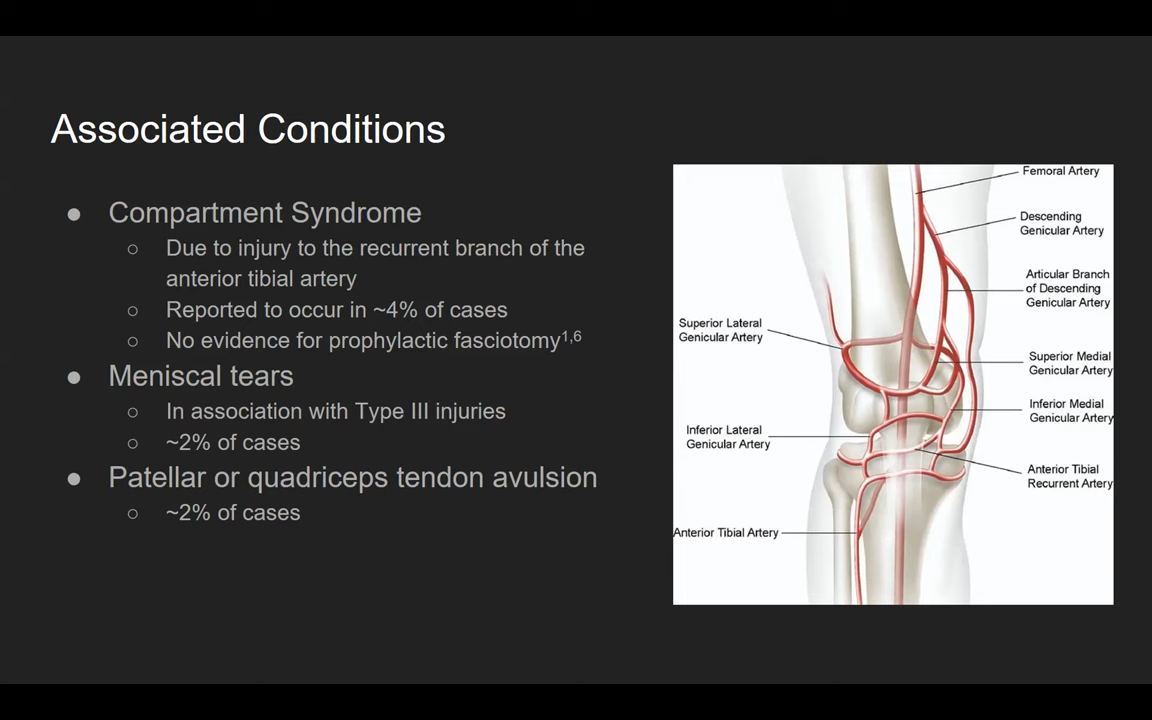 Associated Conditions
● Compartment Syndrome
○ Due to injury to the recurrent branch of the
anterior tibial artery
○ Reported to occur in ~4% of cases
○ No evidence for prophylactic fasciotomy1,6
● Meniscal tears
○ In association with Type III injuries
○ ~2% of cases
● Patellar or quadriceps tendon avulsion
○ ~2% of cases
Femoral Artery
Descending
Genicular Artery
Articular Branch
of Descending
Genicular Artery
Superior Lateral
Genicular Artery
Superior Medial
Genicular Artery
Inferior Medial
Genicular Artery
Inferior Lateral
Genicular Artery
Anterior Tibial
Recurrent Artery
Anterior Tibial Artery